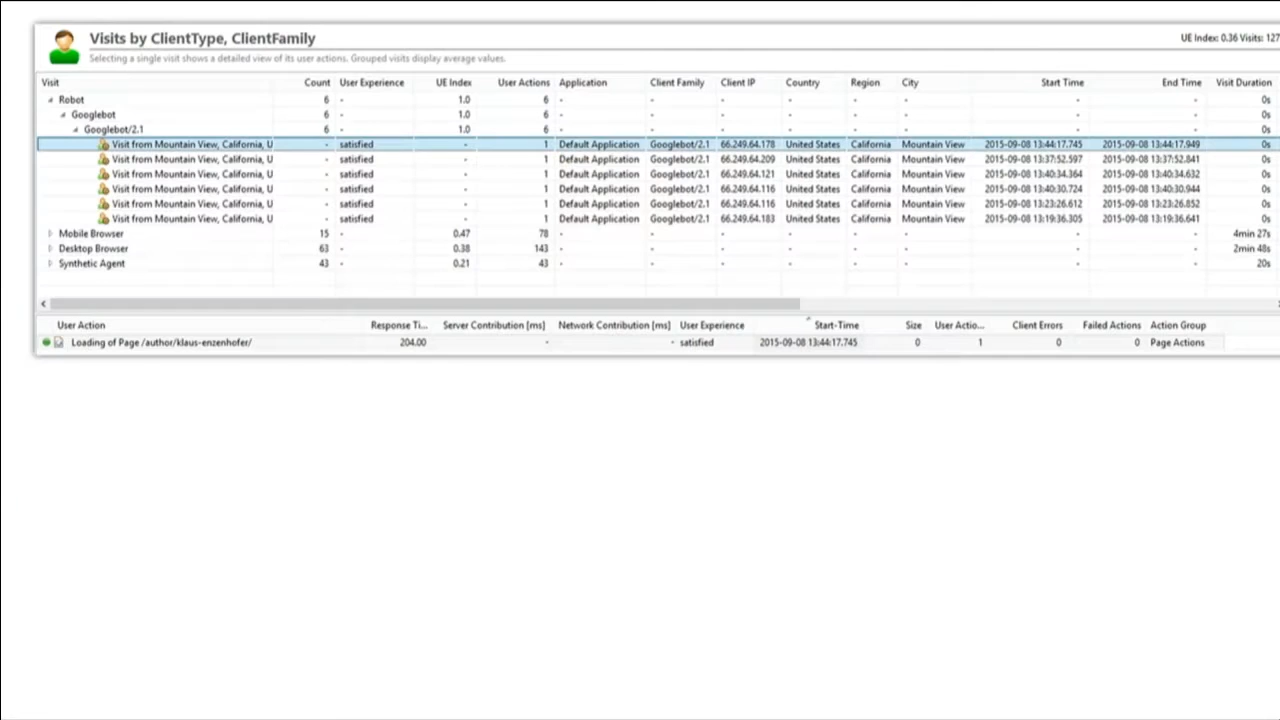 Visits by ClientType, ClientFamily
UE Index: 0.36 Visits: 127
Selecting a single visit shows a detailed view of its user actions. Grouped visits display average values.
Visit Count User Experience UE Index User Actions Application Client Family Client IP Country Region City Start Time End Time Visit Duration
Robot 6 - 1.0 6 - - - - - - - - 0s
Googlebot 6 - 1.0 6 - - - - - - - - 0s
Googlebot/2.1 6 - 1.0 6 - - - - - - - - 0s
Visit from Mountain View, California, U - satisfied - 1 Default Application Googlebot/2.1 66.249.64.178 United States California Mountain View 2015-09-08 13:44:17.745 2015-09-08 13:44:17.949 0s
Visit from Mountain View, California, U - satisfied - 1 Default Application Googlebot/2.1 66.249.64.209 United States California Mountain View 2015-09-08 13:37:52.597 2015-09-08 13:37:52.841 0s
Visit from Mountain View, California, U - satisfied - 1 Default Application Googlebot/2.1 66.249.64.121 United States California Mountain View 2015-09-08 13:40:34.364 2015-09-08 13:40:34.632 0s
Visit from Mountain View, California, U - satisfied - 1 Default Application Googlebot/2.1 66.249.64.116 United States California Mountain View 2015-09-08 13:40:30.724 2015-09-08 13:40:30.944 0s
Visit from Mountain View, California, U - satisfied - 1 Default Application Googlebot/2.1 66.249.64.116 United States California Mountain View 2015-09-08 13:23:26.612 2015-09-08 13:23:26.852 0s
Visit from Mountain View, California, U - satisfied - 1 Default Application Googlebot/2.1 66.249.64.183 United States California Mountain View 2015-09-08 13:19:36.305 2015-09-08 13:19:36.641 0s
Mobile Browser 15 - 0.47 78 - - - - - - - - 4min 27s
Desktop Browser 63 - 0.38 143 - - - - - - - - 2min 48s
Synthetic Agent 43 - 0.21 43 - - - - - - - - 20s
User Action Response Ti... Server Contribution [ms] Network Contribution [ms] User Experience Start-Time Size User Actio... Client Errors Failed Actions Action Group
Loading of Page /author/klaus-enzenhofer/ 204.00 - - satisfied 2015-09-08 13:44:17.745 0 1 0 0 Page Actions